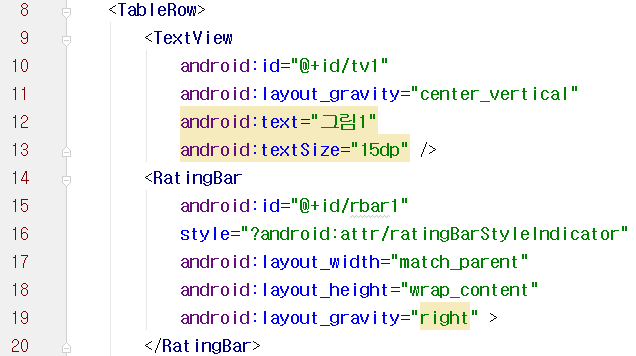 8 <TableRow>
9 <TextView
10 android:id="@+id/tv1"
11 android:layout_gravity="center_vertical"
12 android:text="그림1"
13 android:textSize="15dp" />
14 <RatingBar
15 android:id="@+id/rbar1"
16 style="?android:attr/ratingBarStyleIndicator"
17 android:layout_width="match_parent"
18 android:layout_height="wrap_content"
19 android:layout_gravity="right" >
20 </RatingBar>